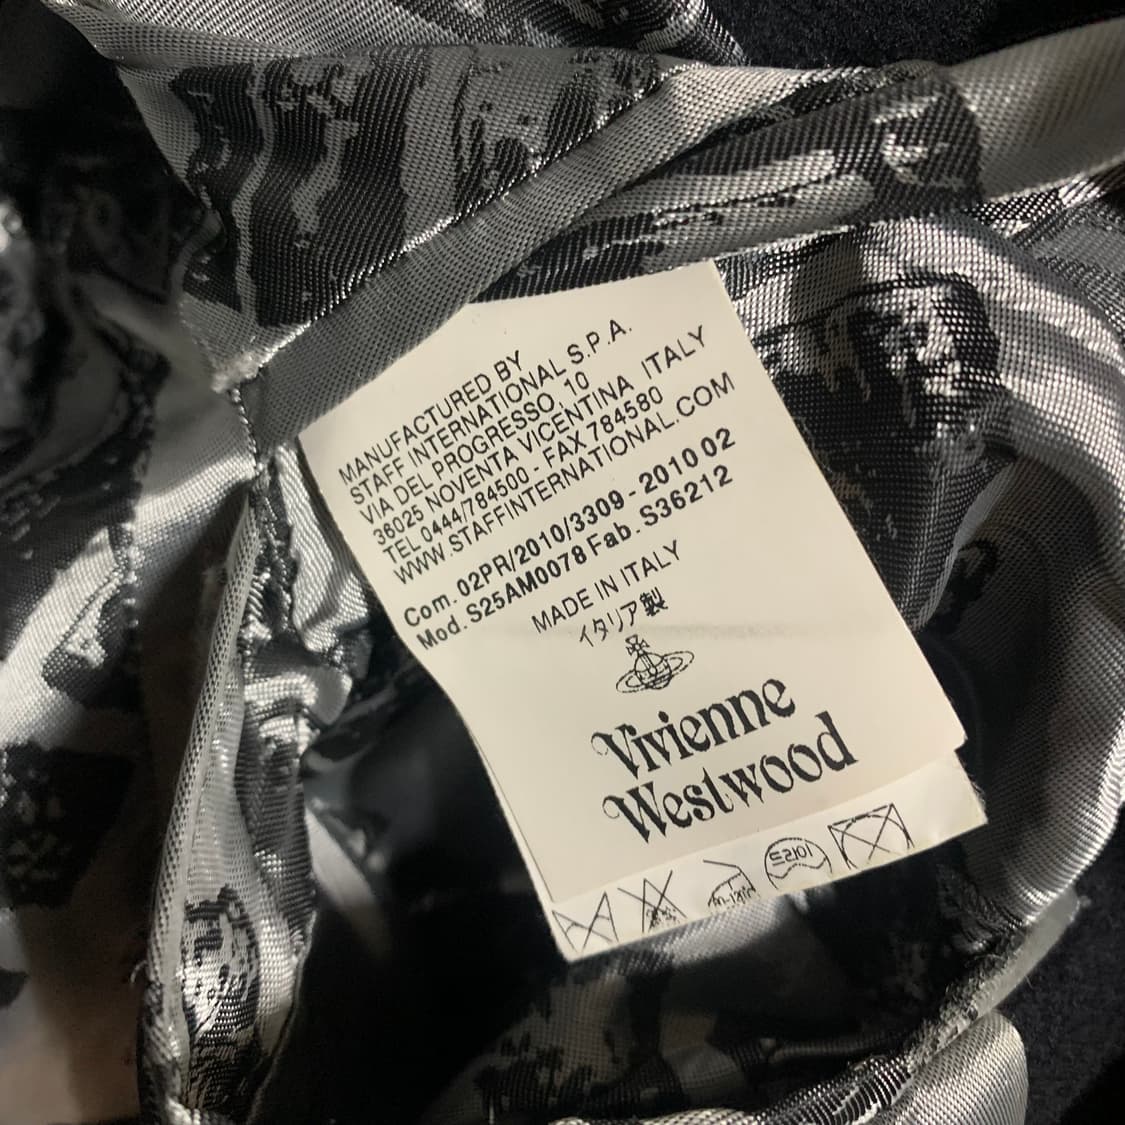 MANUFACTURED BY
STAFF INTERNATIONAL S.P.A.
VIA DEL PROGRESSO, 10
36025 NOVENTA VICENTINA ITALY
TEL 0444/784500 - FAX 784580
WWW.STAFFINTERNATIONAL.COM
Com. 02PR/2010/3309 - 2010 02
Mod. S25AM0078 Fab. S36212
MADE IN ITALY
イタリア製
Vivienne
Westwood
드라이